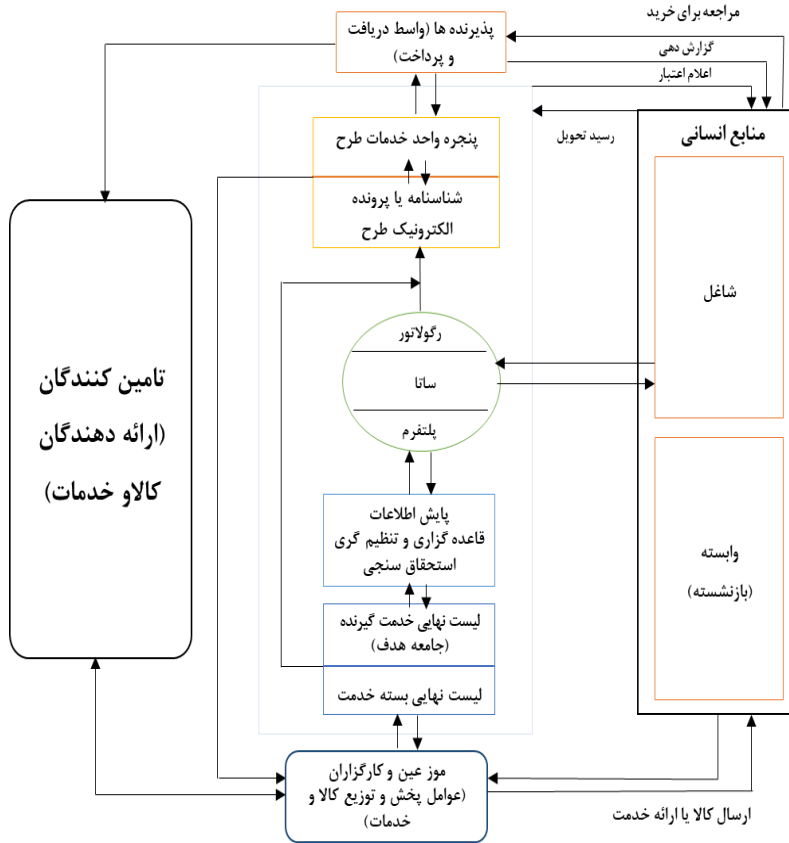 مراجعه برای خرید
پذیرنده ها (واسط دریافت
و پرداخت)
گزارش دهی
اعلام اعتبار
رسید تحویل
منابع انسانی
پنجره واحد خدمات طرح
شناسنامه یا پرونده
الکترونیک طرح
شاغل
رگولاتور
ساتا
پلتفرم
تامین کنندگان
(ارائه دهندگان
کالاو خدمات)
پایش اطلاعات
قاعده گزاری و تنظیم گری
استحقاق سنجی
وابسته
(بازنشسته)
لیست نهایی خدمت گیرنده
(جامعه هدف)
لیست نهایی بسته خدمت
موز عین و کارگزاران
(عوامل پخش و توزیع کالا و
خدمات)
ارسال کالا یا ارائه خدمت